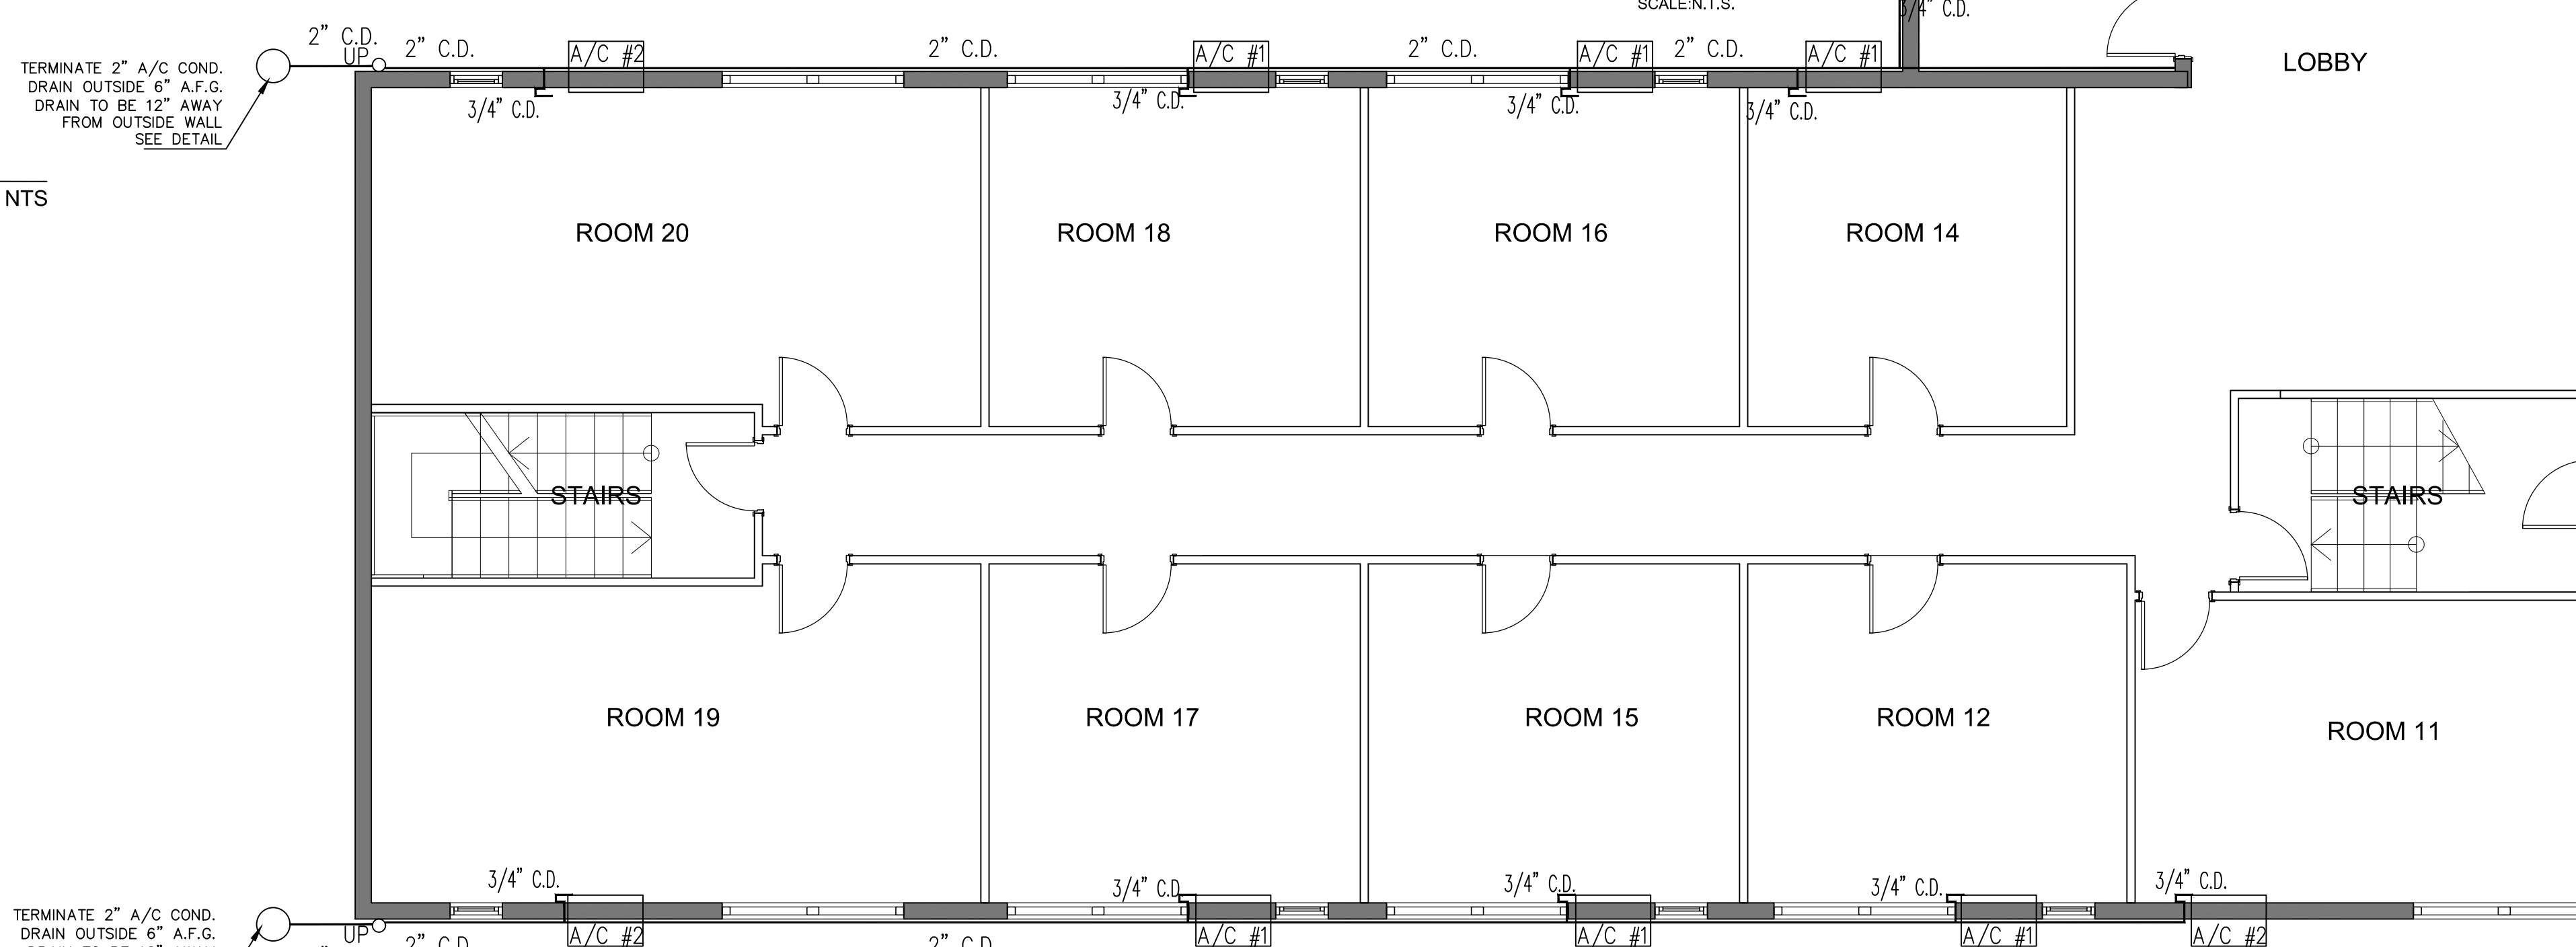 SCALE:N.T.S.
3/4" C.D.
2" C.D.
UP
2" C.D.
A/C #2
2" C.D.
A/C #1
2" C.D.
A/C #1
2" C.D.
A/C #1
LOBBY
TERMINATE 2" A/C COND.
DRAIN OUTSIDE 6" A.F.G.
DRAIN TO BE 12" AWAY
FROM OUTSIDE WALL
SEE DETAIL
3/4" C.D.
3/4" C.D.
3/4" C.D.
3/4" C.D.
NTS
ROOM 20
ROOM 18
ROOM 16
ROOM 14
STAIRS
STAIRS
ROOM 19
ROOM 17
ROOM 15
ROOM 12
ROOM 11
3/4" C.D.
3/4" C.D.
3/4" C.D.
3/4" C.D.
3/4" C.D.
TERMINATE 2" A/C COND.
DRAIN OUTSIDE 6" A.F.G.
UP
2" C.D.
A/C #2
2" C.D.
A/C #1
A/C #1
A/C #1
A/C #2